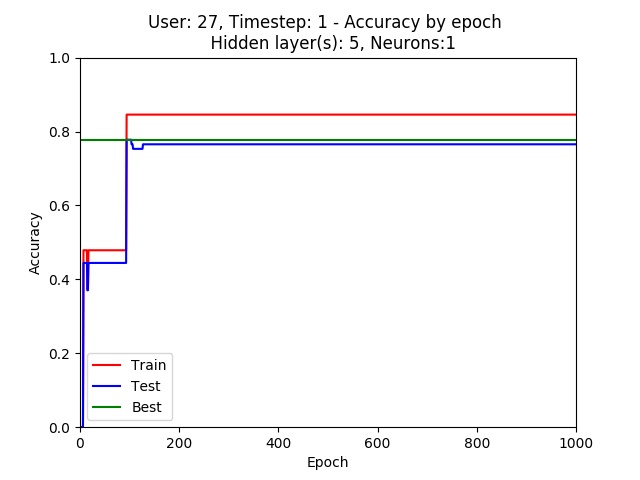 User: 27, Timestep: 1 - Accuracy by epoch
Hidden layer(s): 5, Neurons:1
1.0
0.8
0.6
0.4
0.2
0.0
Accuracy
Train
Test
Best
0 200 400 600 800 1000
Epoch